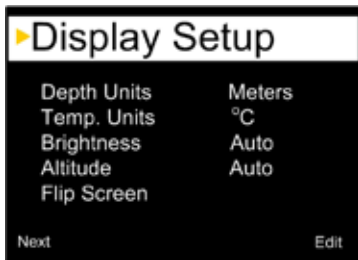 Display Setup
Depth Units Meters
Temp. Units °C
Brightness Auto
Altitude Auto
Flip Screen
Next Edit